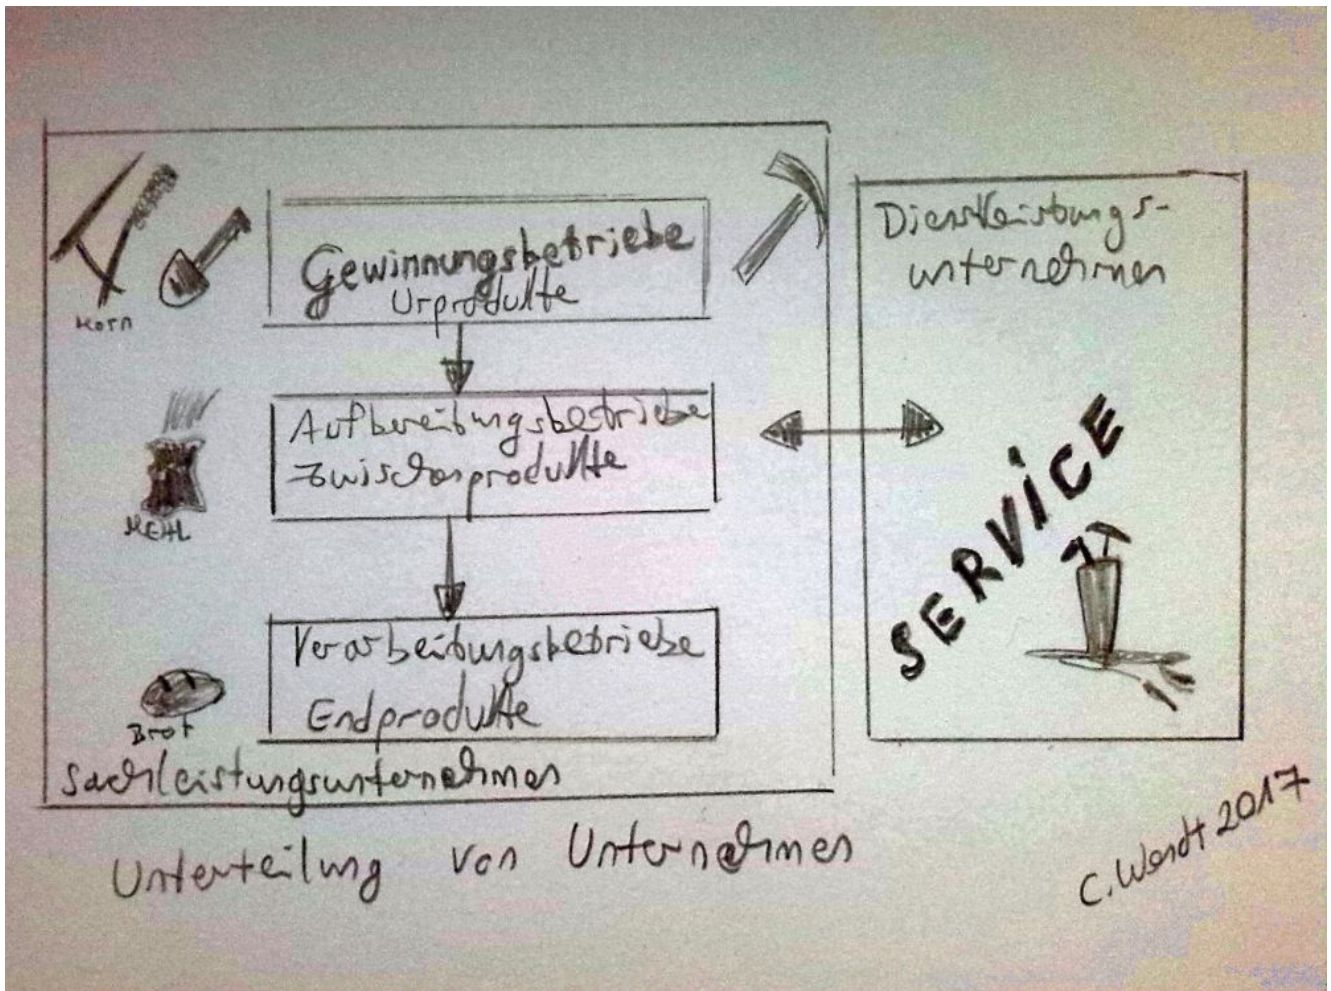 Gewinnungsbetriebe
Urprodukte
Korn
Aufbereitungsbetriebe
Zwischenprodukte
MEHL
Verarbeitungsbetriebe
Endprodukte
Brot
Sachleistungsunternehmen
Dienstleistungs-
unternehmen
SERVICE
Unterteilung von Unternehmen
C. Wendt 2017